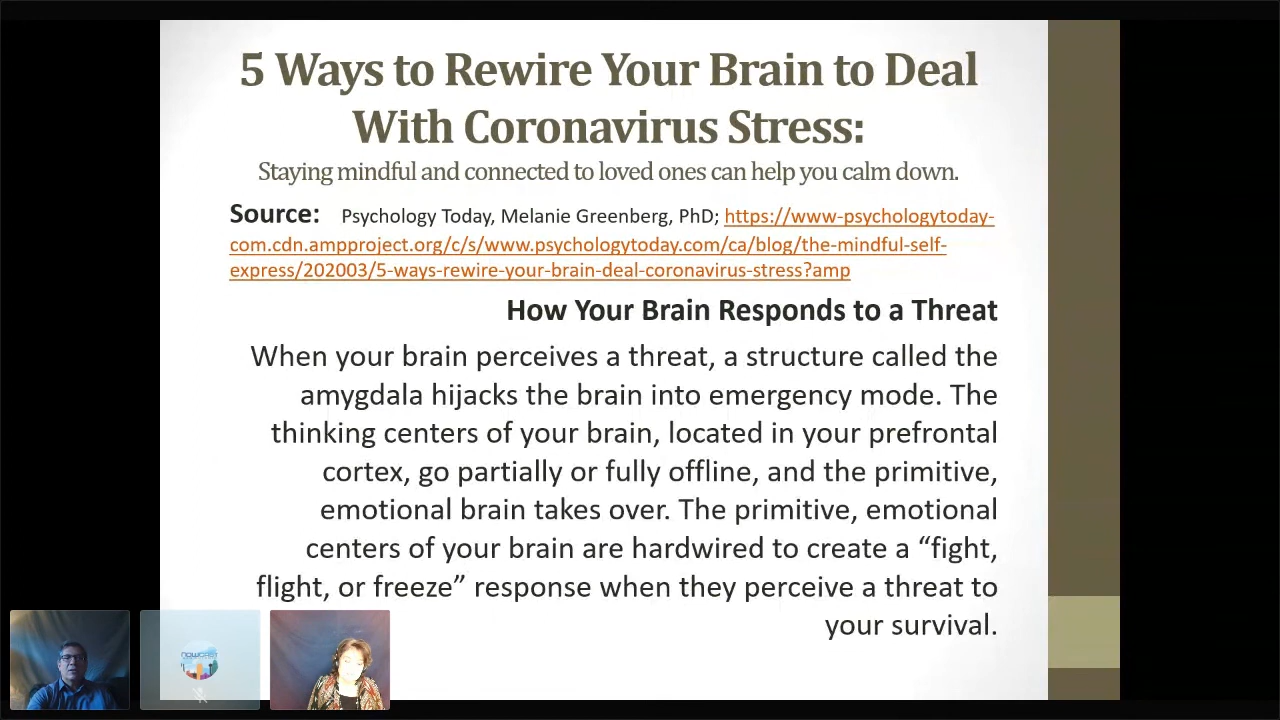 5 Ways to Rewire Your Brain to Deal
With Coronavirus Stress:
Staying mindful and connected to loved ones can help you calm down.
Source: Psychology Today, Melanie Greenberg, PhD; https://www-psychologytoday-
com.cdn.ampproject.org/c/s/www.psychologytoday.com/ca/blog/the-mindful-self-
express/202003/5-ways-rewire-your-brain-deal-coronavirus-stress?amp
How Your Brain Responds to a Threat
When your brain perceives a threat, a structure called the
amygdala hijacks the brain into emergency mode. The
thinking centers of your brain, located in your prefrontal
cortex, go partially or fully offline, and the primitive,
emotional brain takes over. The primitive, emotional
centers of your brain are hardwired to create a “fight,
flight, or freeze” response when they perceive a threat to
your survival.
NOWCAST